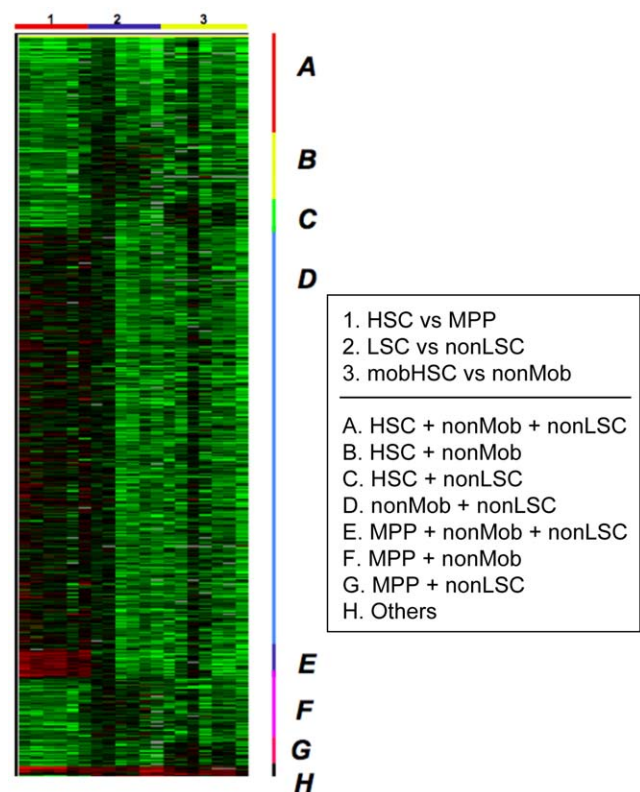 1 2 3
A
B
C
D
1. HSC vs MPP
2. LSC vs nonLSC
3. mobHSC vs nonMob
A. HSC + nonMob + nonLSC
B. HSC + nonMob
C. HSC + nonLSC
D. nonMob + nonLSC
E. MPP + nonMob + nonLSC
F. MPP + nonMob
G. MPP + nonLSC
H. Others
E
F
G
H